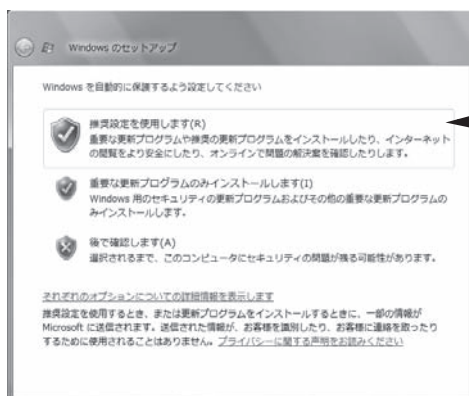 Windows のセットアップ
Windows を自動的に保護するよう設定してください
推奨設定を使用します(R)
重要な更新プログラムや推奨の更新プログラムをインストールしたり、インターネット
の閲覧をより安全にしたり、オンラインで問題の解決策を確認したりします。
重要な更新プログラムのみインストールします(I)
Windows 用のセキュリティの更新プログラムおよびその他の重要な更新プログラムの
みインストールします。
後で確認します(A)
選択されるまで、このコンピュータにセキュリティの問題が残る可能性があります。
それぞれのオプションについての詳細情報を表示します
推奨設定を使用するとき、または更新プログラムをインストールするときに、一部の情報が
Microsoft に送信されます。送信された情報が、お客様を識別したり、お客様に連絡を取ったり
するために使用されることはありません。プライバシーに関する声明をお読みください